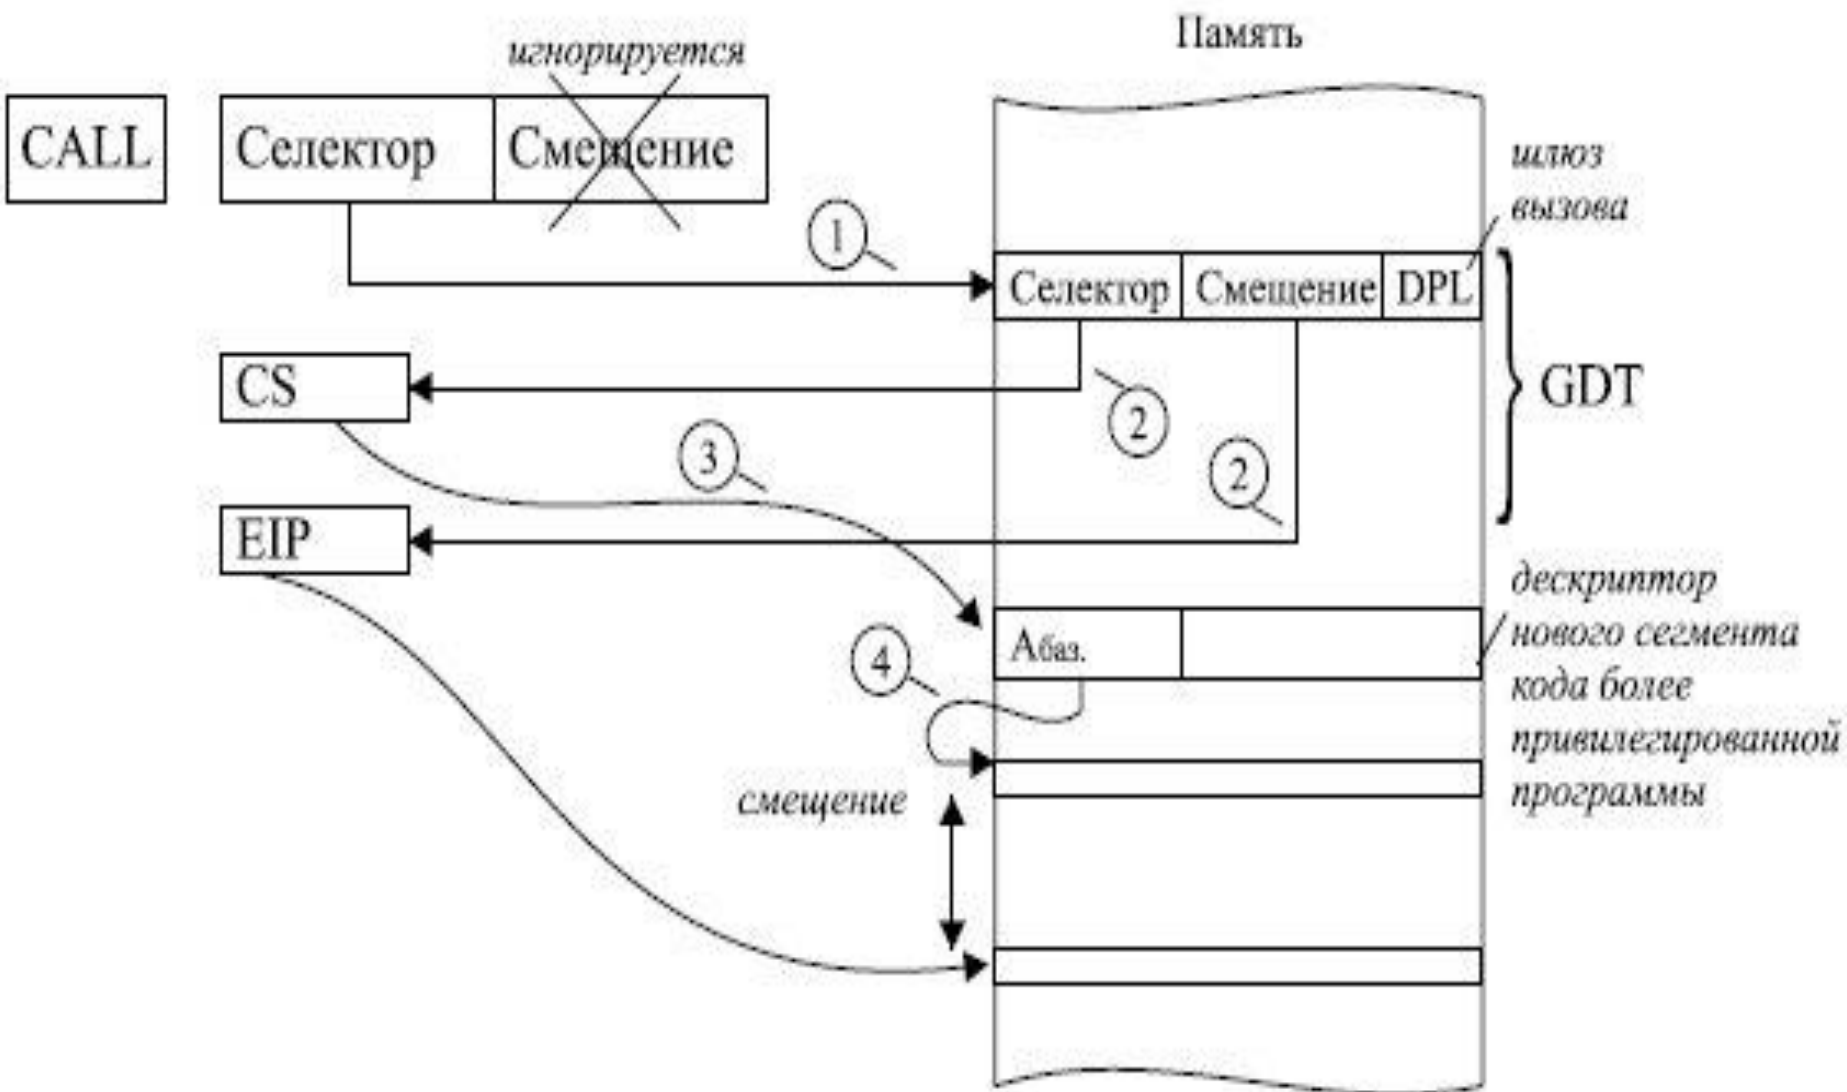 Память
игнорируется
CALL
Селектор
Смещение
шлюз
вызова
1
Селектор
Смещение
DPL
CS
2
GDT
3
2
EIP
дескриптор
нового сегмента
кода более
привилегированной
программы
Абаз.
4
смещение